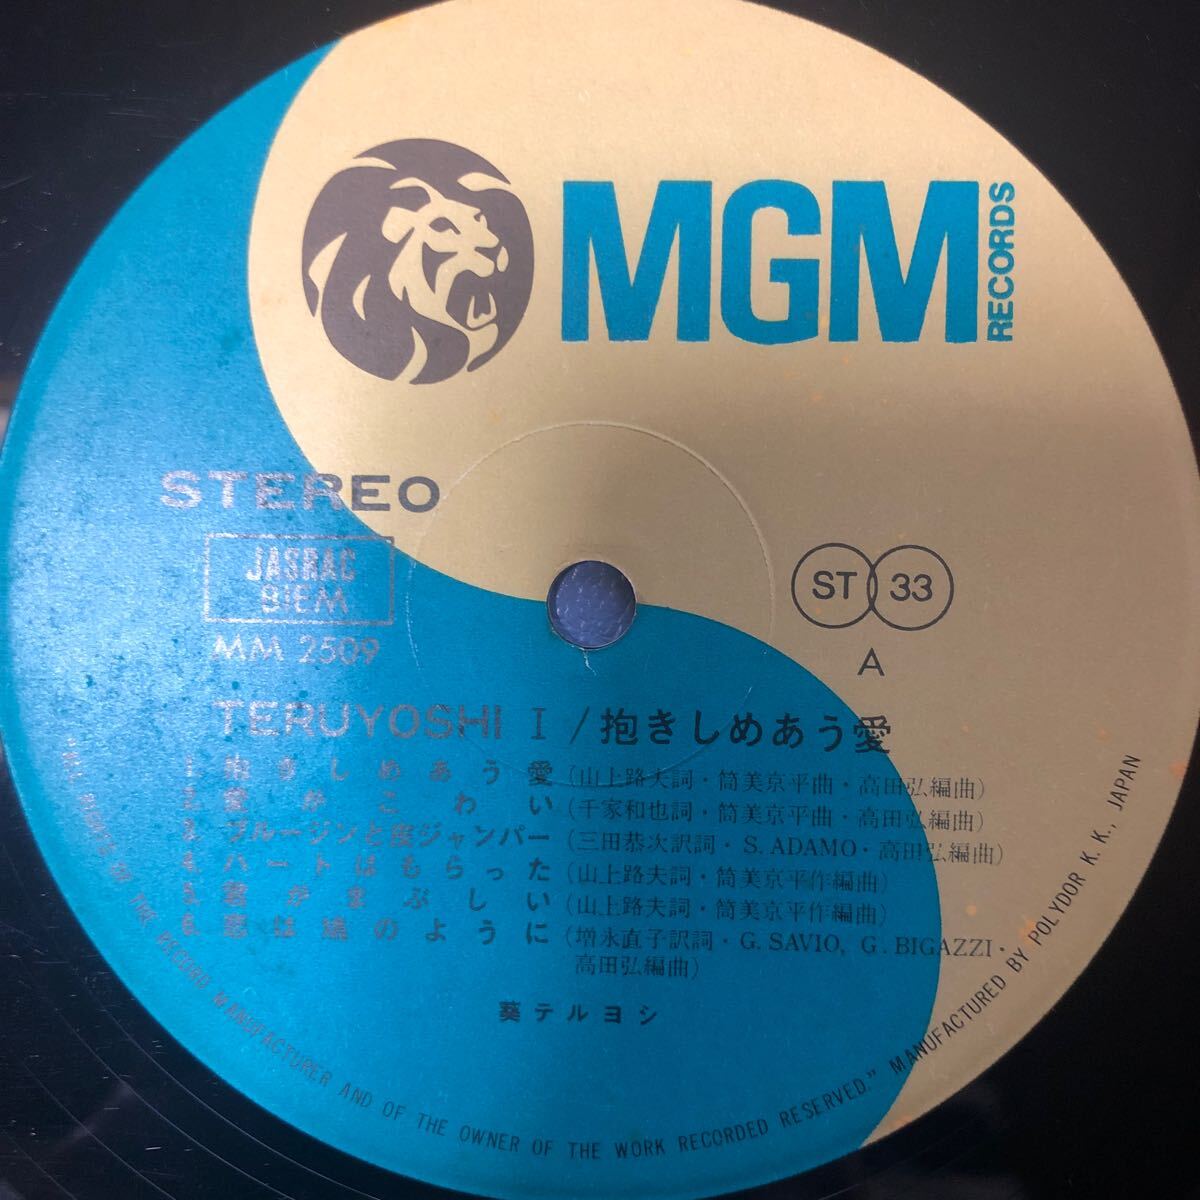 MGM
RECORDS
STEREO
JASRAC
BIEM
MM 2509
ST 33
A
TERUYOSHI I / 抱きしめあう愛
1. 抱きしめあう愛 (山上路夫詞・筒美京平曲・高田弘編曲)
2. 愛がこわい (千家和也詞・筒美京平曲・高田弘編曲)
3. ブルージンと皮ジャンパー (三田恭次訳詞・S. ADAMO・高田弘編曲)
4. ハートはもらった (山上路夫詞・筒美京平作編曲)
5. 君がまぶしい (山上路夫詞・筒美京平作編曲)
6. 恋は鳩のように (増永直子訳詞・G. SAVIO, G. BIGAZZI・
高田弘編曲)
葵テルヨシ
"ALL RIGHTS OF THE RECORD MANUFACTURER AND OF THE OWNER OF THE WORK RECORDED RESERVED." MANUFACTURED BY POLYDOR K. K., JAPAN